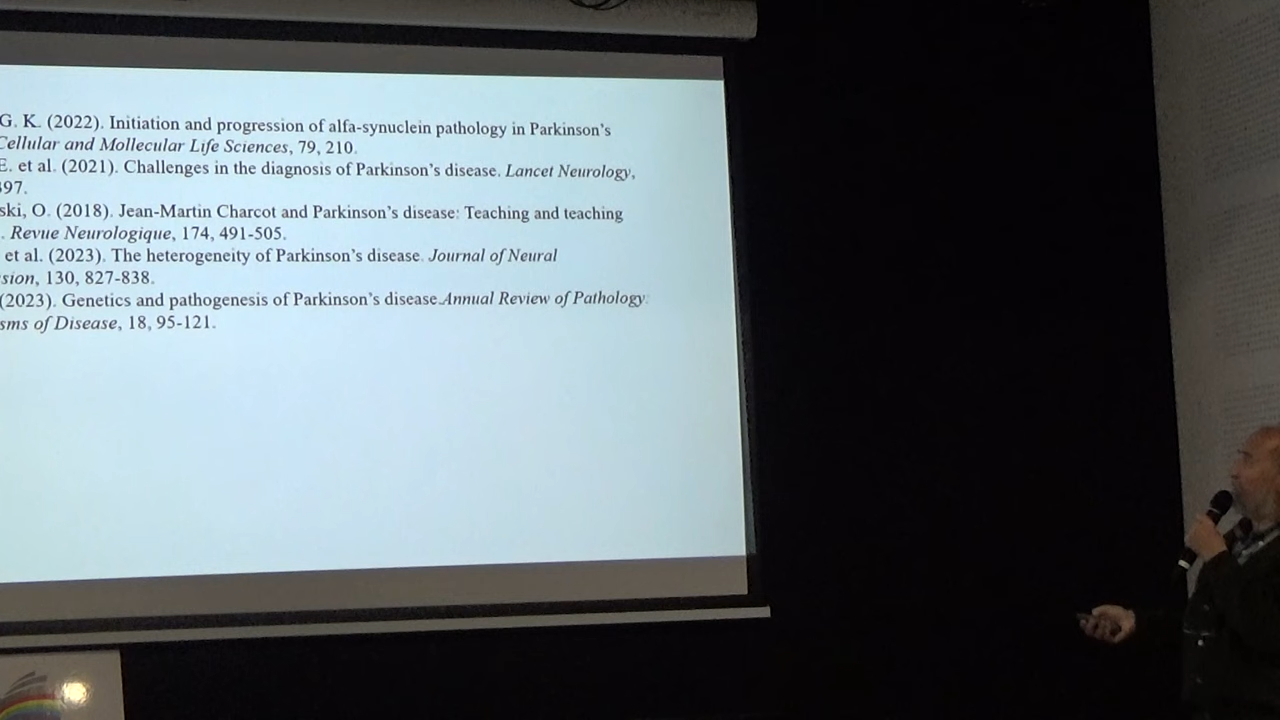 G. K. (2022). Initiation and progression of alfa-synuclein pathology in Parkinson's
Cellular and Mollecular Life Sciences, 79, 210.
E. et al. (2021). Challenges in the diagnosis of Parkinson's disease. Lancet Neurology,
397.
ski, O. (2018). Jean-Martin Charcot and Parkinson's disease: Teaching and teaching
. Revue Neurologique, 174, 491-505.
et al. (2023). The heterogeneity of Parkinson's disease. Journal of Neural
sion, 130, 827-838.
(2023). Genetics and pathogenesis of Parkinson's disease.Annual Review of Pathology:
sms of Disease, 18, 95-121.